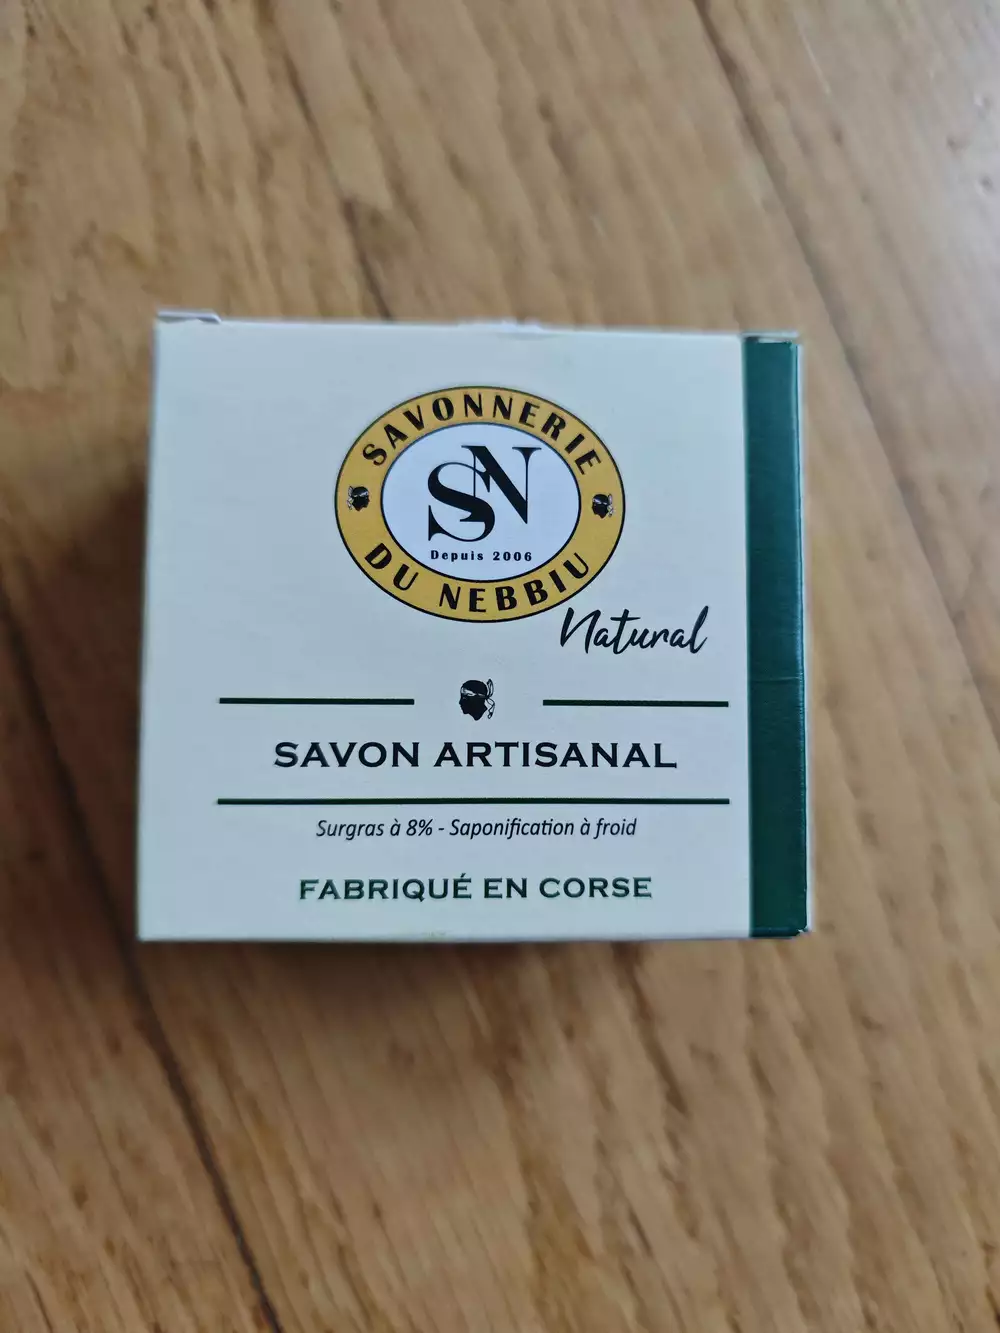 SAVONNERIE
SN
Depuis 2006
DU NEBBIU
Natural
SAVON ARTISANAL
Surgras à 8% - Saponification à froid
FABRIQUÉ EN CORSE